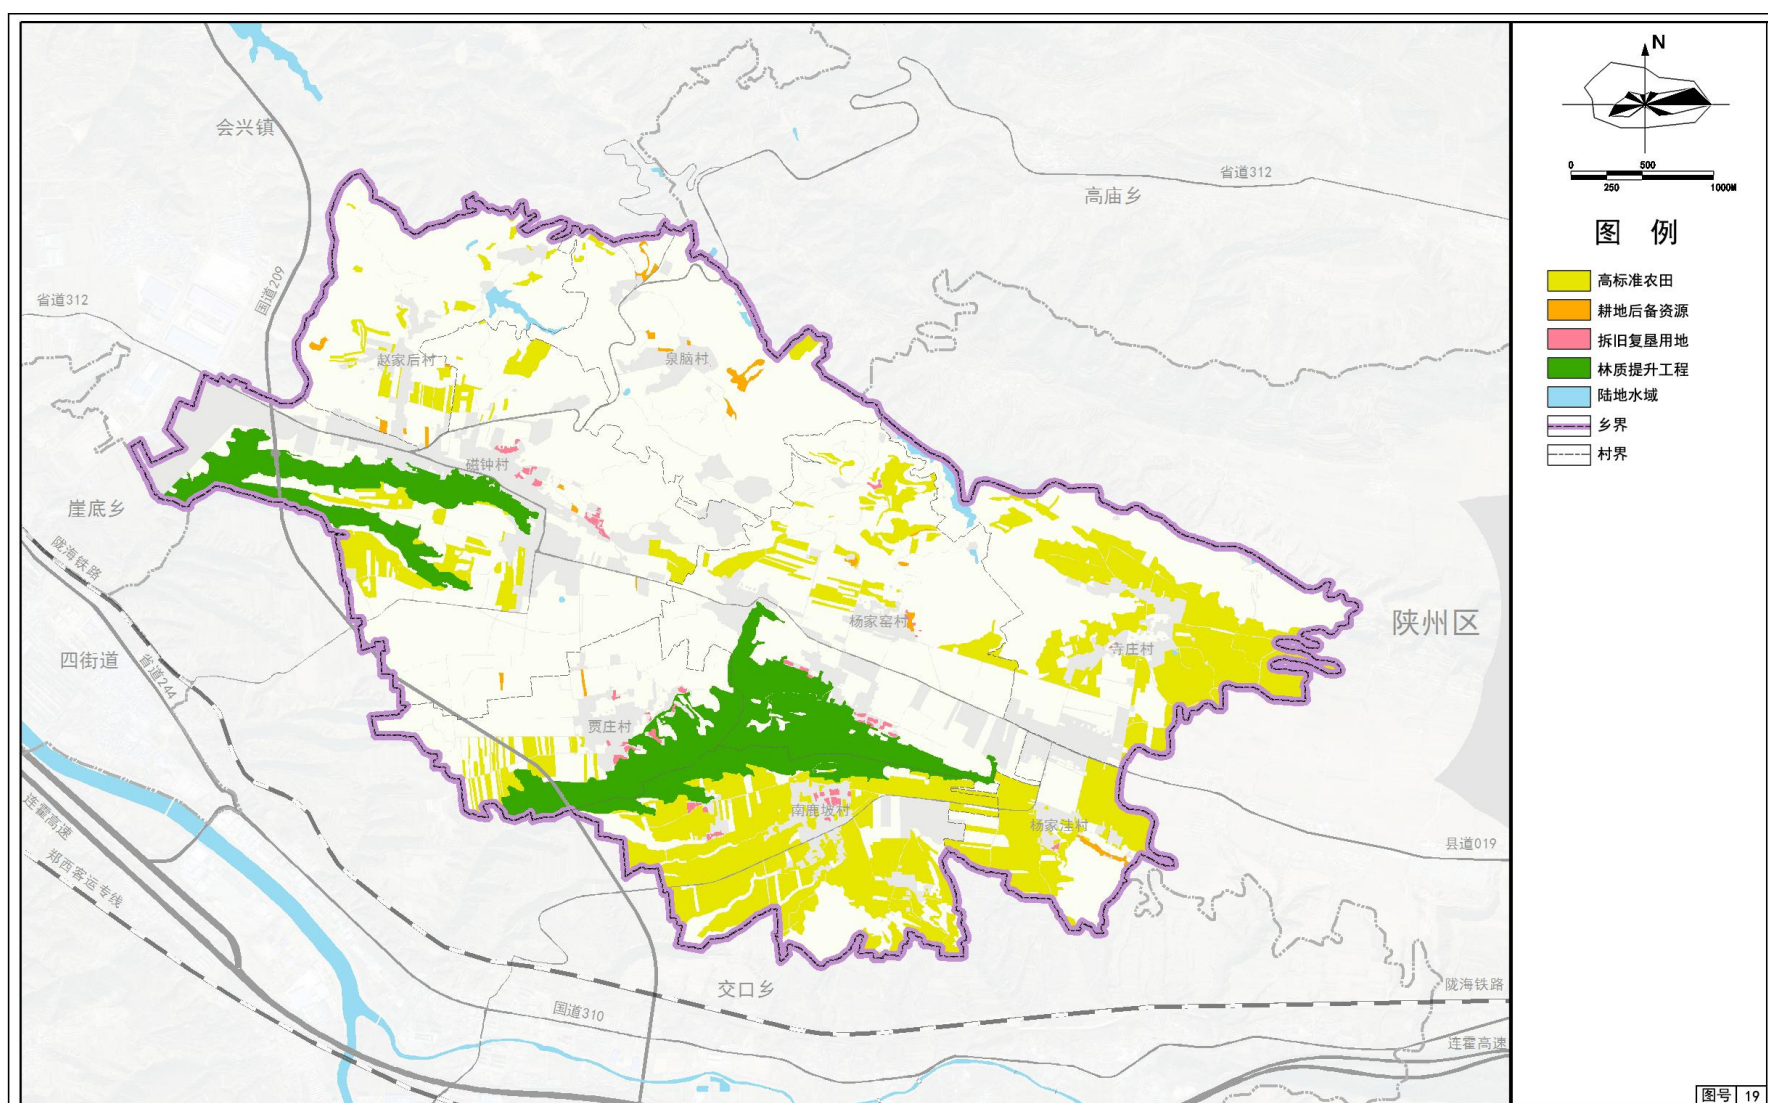 N
0
500
250
1000M
图 例
高标准农田
耕地后备资源
拆旧复垦用地
林质提升工程
陆地水域
乡界
村界
会兴镇
省道312
高庙乡
国道209
省道312
赵家后村
泉脑村
磁钟村
崖底乡
陇海铁路
杨家窑村
陕州区
寺庄村
四街道
省道244
贾庄村
南鹿坡村
杨家洼村
连霍高速
县道019
郑西客运专线
交口乡
陇海铁路
国道310
连霍高速
图号 19